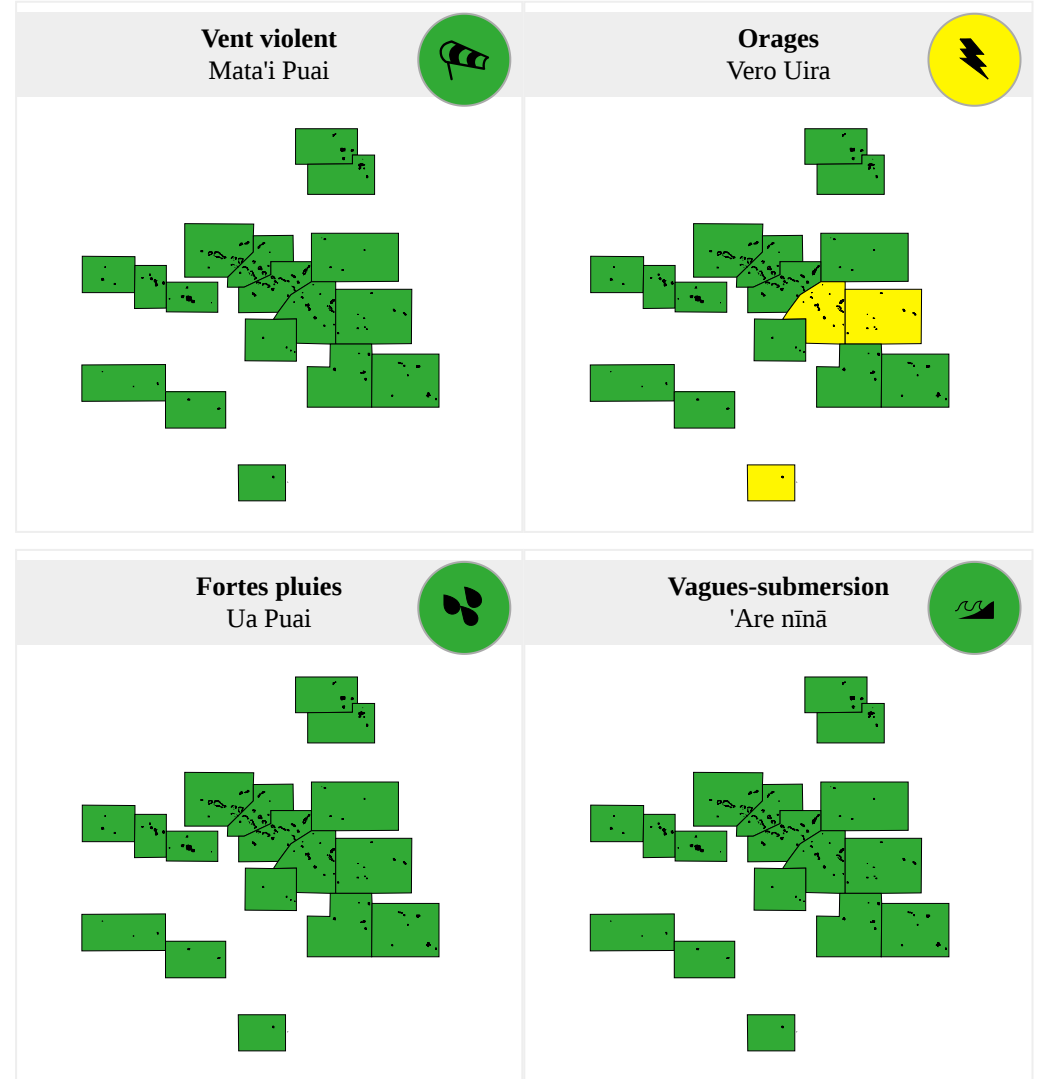 Vent violent
Mata'i Puai
Orages
Vero Uira
Fortes pluies
Ua Puai
Vagues-submersion
'Are nīnā